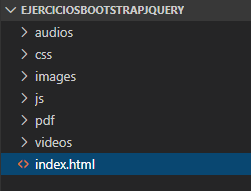 EJERCICIOSBOOTSTRAPJQUERY
audios
css
images
js
pdf
videos
index.html